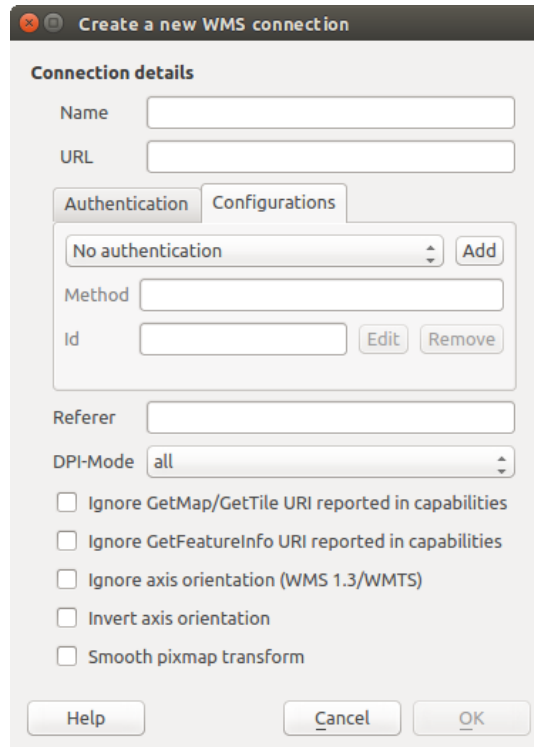 Create a new WMS connection
Connection details
Name
URL
Authentication Configurations
No authentication Add
Method
Id Edit Remove
Referer
DPI-Mode all
Ignore GetMap/GetTile URI reported in capabilities
Ignore GetFeatureInfo URI reported in capabilities
Ignore axis orientation (WMS 1.3/WMTS)
Invert axis orientation
Smooth pixmap transform
Help Cancel OK